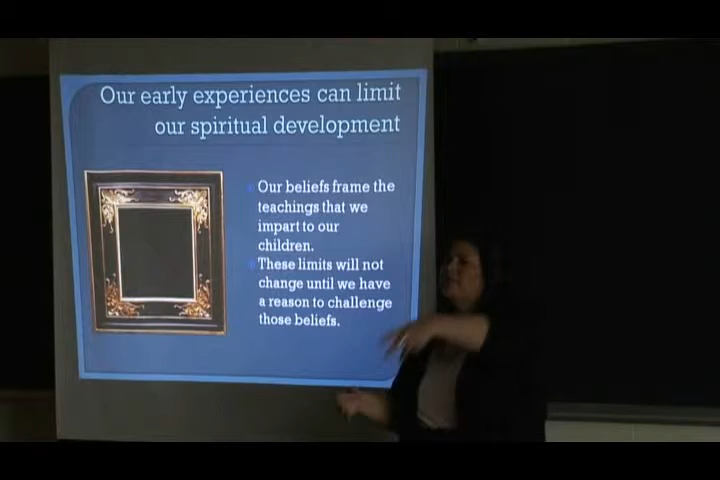 Our early experiences can limit
our spiritual development
Our beliefs frame the
teachings that we
impart to our
children.
These limits will not
change until we have
a reason to challenge
those beliefs.